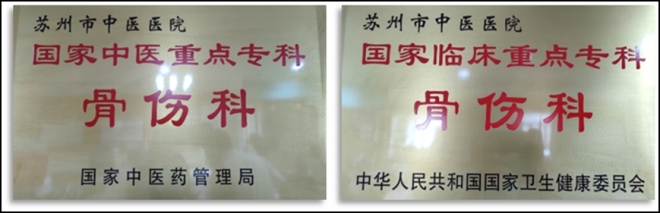 苏州市中医医院
国家中医重点专科
骨伤科
国家中医药管理局
苏州市中医医院
国家临床重点专科
骨伤科
中华人民共和国国家卫生健康委员会